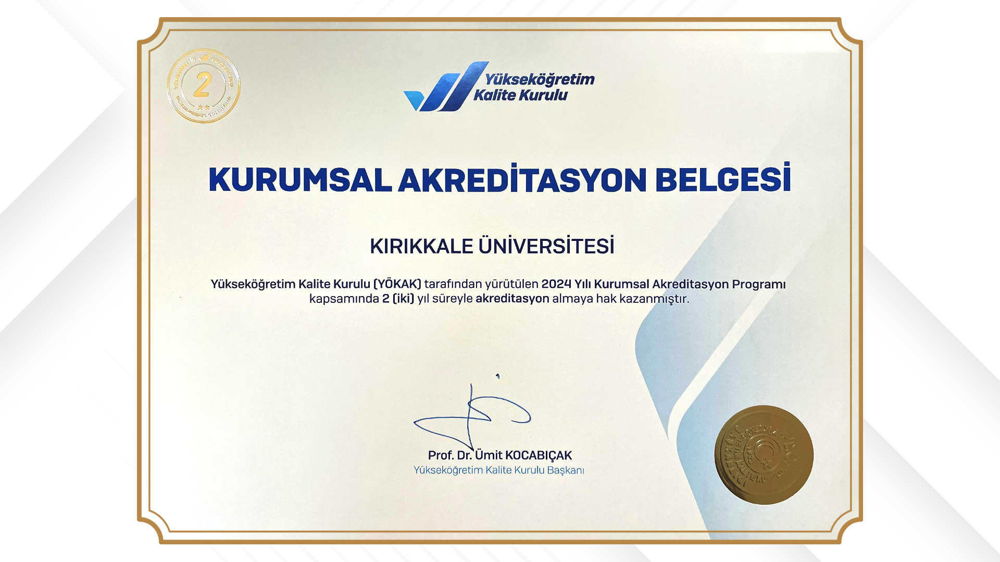 2
Yükseköğretim
Kalite Kurulu
KURUMSAL AKREDİTASYON BELGESİ
KIRIKKALE ÜNİVERSİTESİ
Yükseköğretim Kalite Kurulu (YÖKAK) tarafından yürütülen 2024 Yılı Kurumsal Akreditasyon Programı
kapsamında 2 (iki) yıl süreyle akreditasyon almaya hak kazanmıştır.
Prof. Dr. Ümit KOCABIÇAK
Yükseköğretim Kalite Kurulu Başkanı